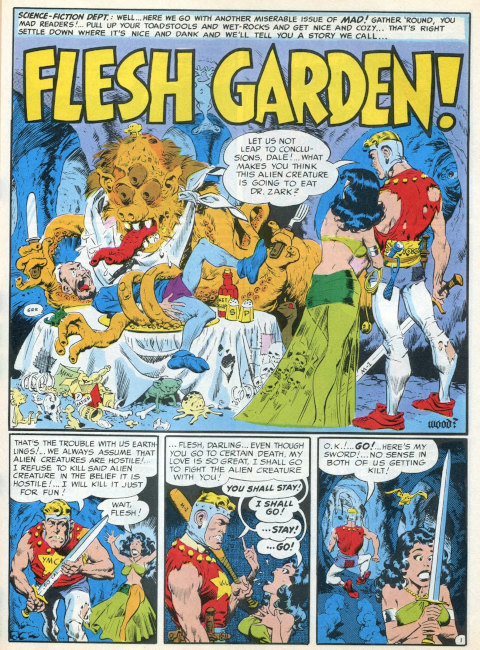 SCIENCE-FICTION DEPT.: WELL...HERE WE GO WITH ANOTHER MISERABLE ISSUE OF MAD! GATHER 'ROUND, YOU
MAD READERS!... PULL UP YOUR TOADSTOOLS AND WET-ROCKS AND GET NICE AND COZY... THAT'S RIGHT
SETTLE DOWN WHERE IT'S NICE AND DANK AND WE'LL TELL YOU A STORY WE CALL...
FLESH GARDEN!
LET US NOT
LEAP TO CONCLU-
SIONS, DALE!...WHAT
MAKES YOU THINK
THIS ALIEN CREATURE
IS GOING TO EAT
DR. ZARK?
S
P
WOOD?
THAT'S THE TROUBLE WITH US EARTH-
LINGS!...WE ALWAYS ASSUME THAT
ALIEN CREATURES ARE HOSTILE!...
I REFUSE TO KILL SAID ALIEN
CREATURE IN THE BELIEF IT IS
HOSTILE!... I WILL KILL IT JUST
FOR FUN!
WAIT,
FLESH!
YMCA
...FLESH, DARLING...EVEN THOUGH
YOU GO TO CERTAIN DEATH, MY
LOVE IS SO GREAT, I SHALL GO
TO FIGHT THE ALIEN CREATURE
WITH YOU!
YOU SHALL STAY!
I SHALL
GO!
...STAY!
...GO!
O.K.!...GO!...HERE'S MY
SWORD!...NO SENSE IN
BOTH OF US GETTING
KILT!
1